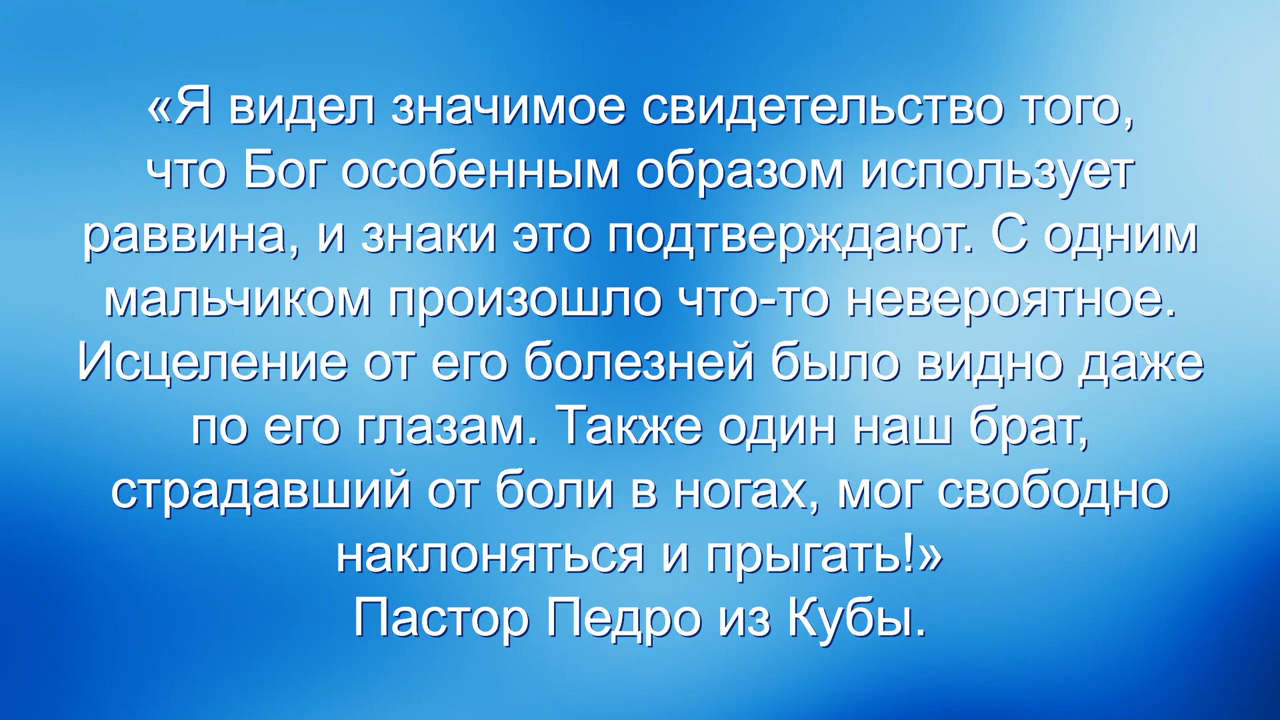 «Я видел значимое свидетельство того,
что Бог особенным образом использует
раввина, и знаки это подтверждают. С одним
мальчиком произошло что-то невероятное.
Исцеление от его болезней было видно даже
по его глазам. Также один наш брат,
страдавший от боли в ногах, мог свободно
наклоняться и прыгать!»
Пастор Педро из Кубы.